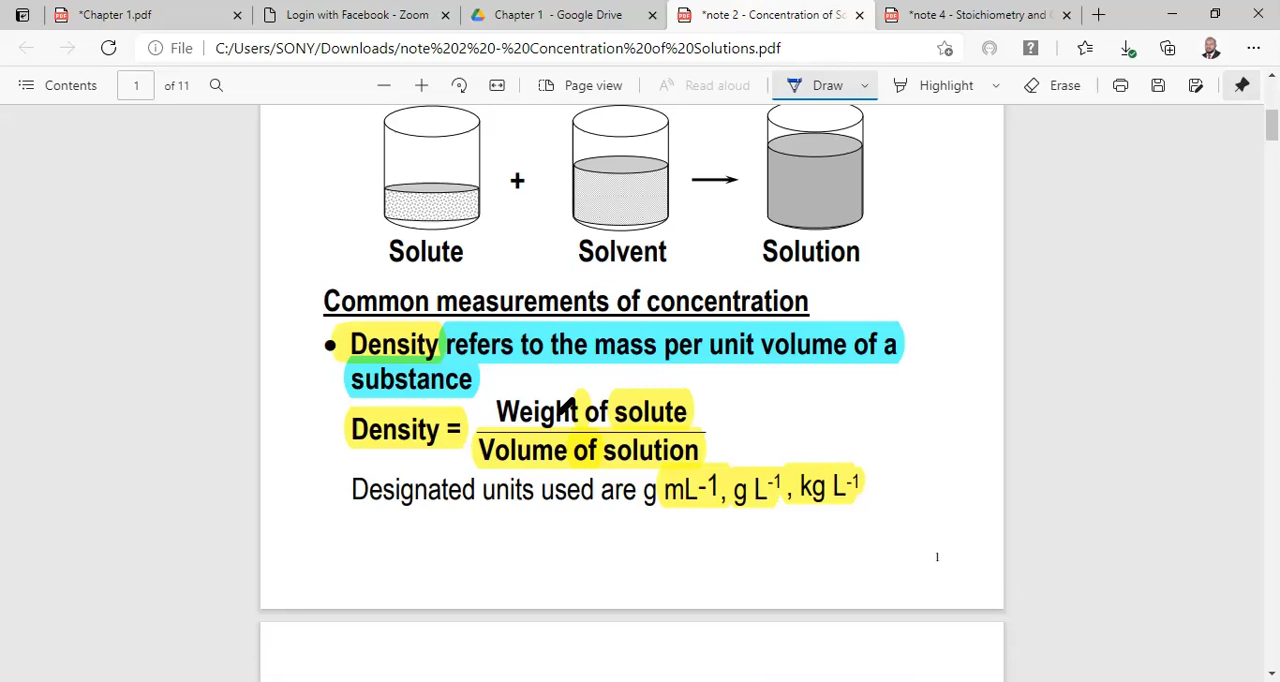 *Chapter 1.pdf
Login with Facebook - Zoom
Chapter 1 - Google Drive
*note 2 - Concentration of So
*note 4 - Stoichiometry and
File
C:/Users/SONY/Downloads/note%202%20-%20Concentration%20of%20Solutions.pdf
Contents
1
of 11
Page view
Read aloud
Draw
Highlight
Erase
+
Solute
Solvent
Solution
Common measurements of concentration
• Density refers to the mass per unit volume of a
substance
Weight of solute
Density =
Volume of solution
Designated units used are g mL-1, g L-1 , kg L-1
1